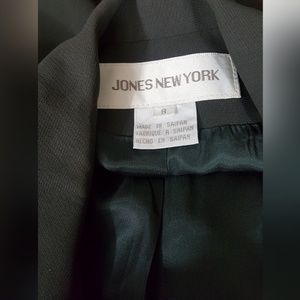 JONES NEW YORK
8
MADE IN SAIPAN
FABRIQUE A SAIPAN
HECHO EN SAIPAN